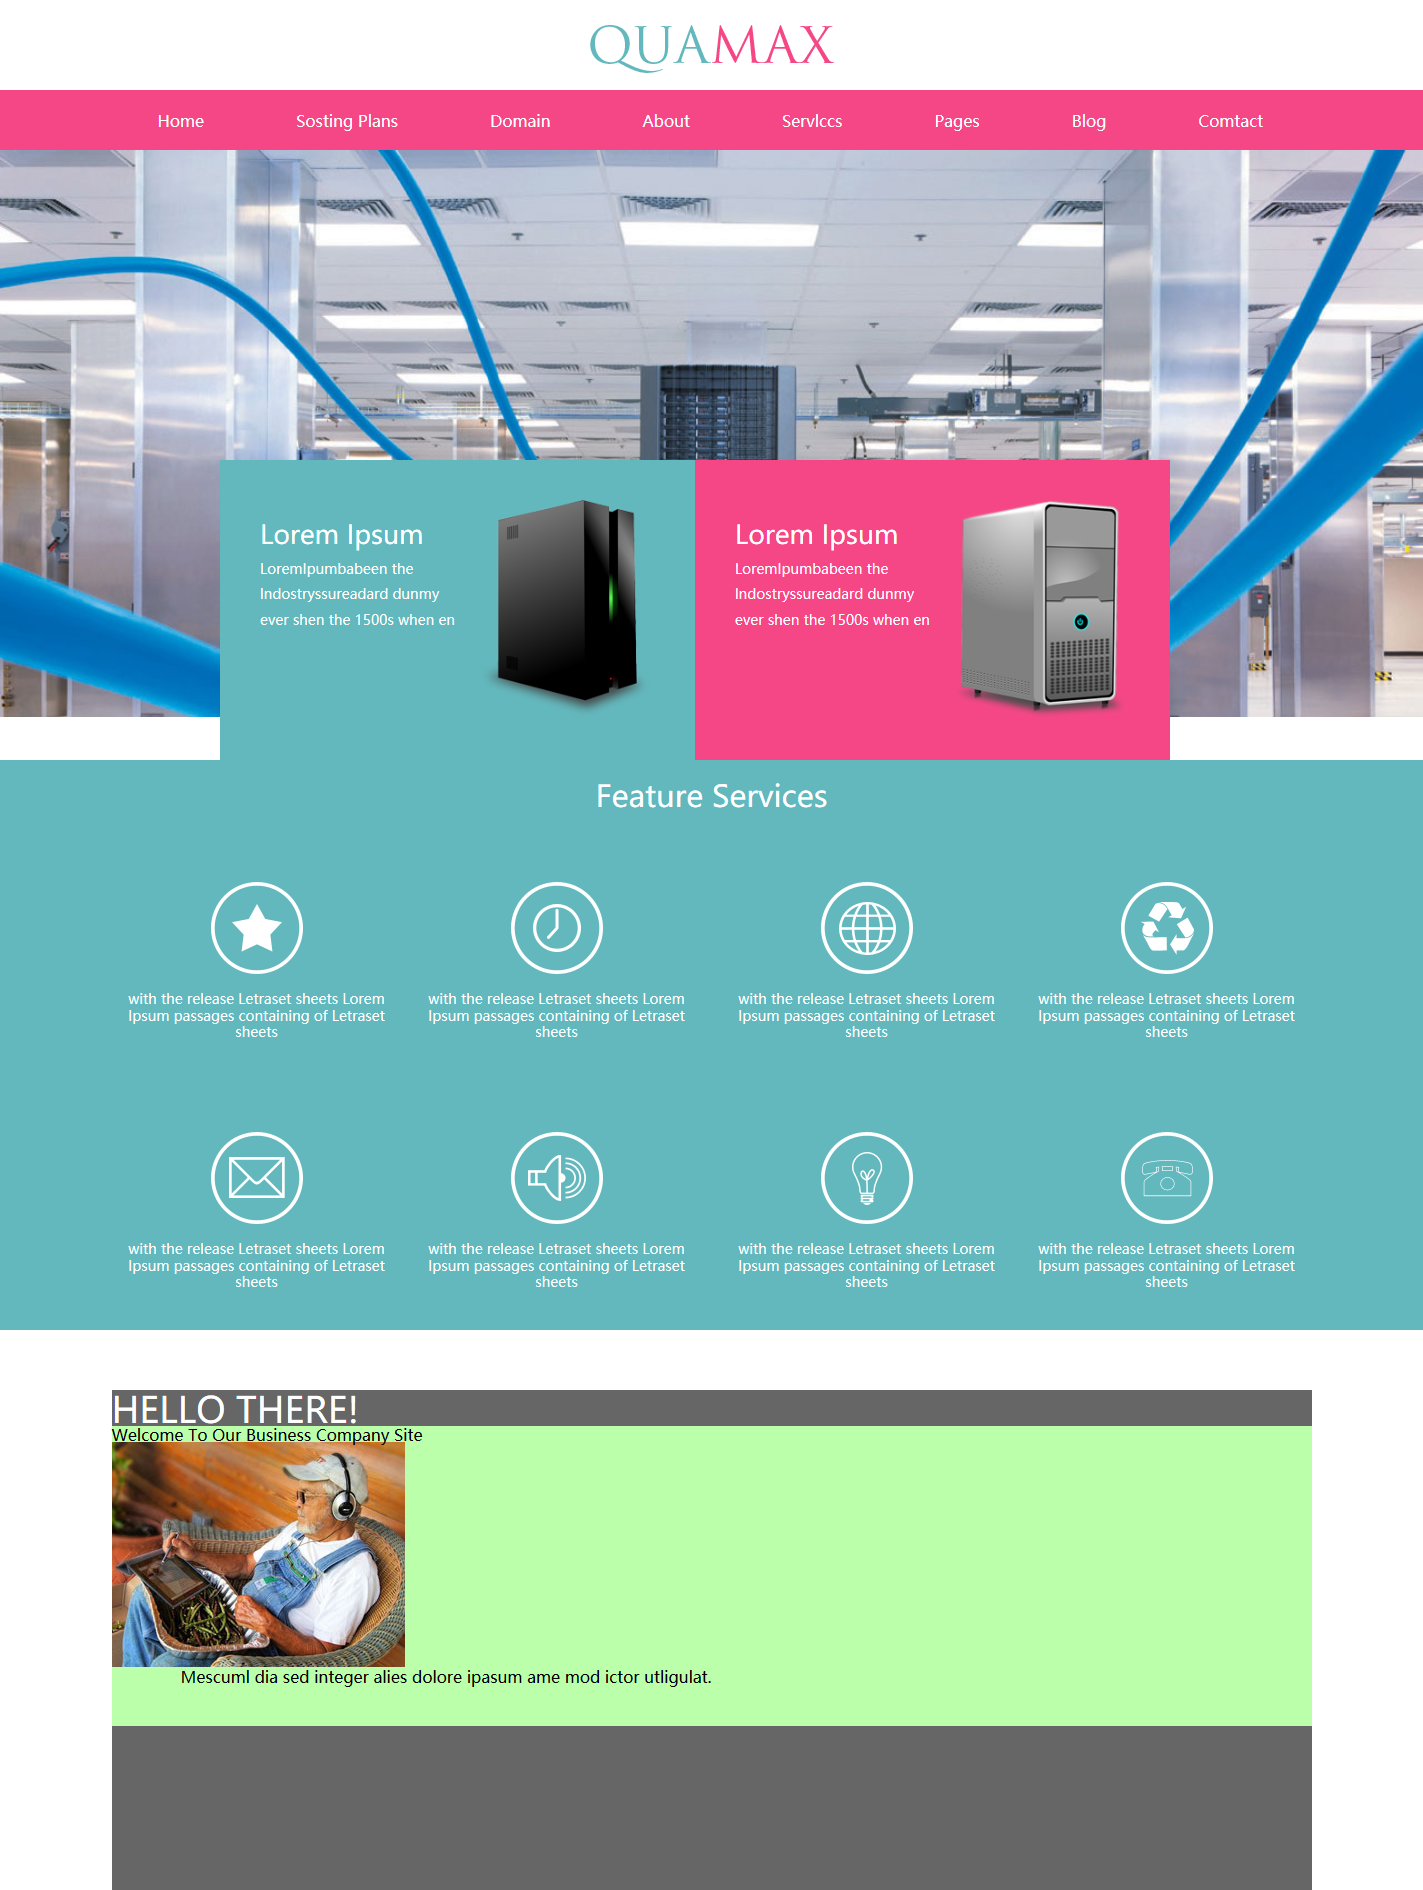 QUAMAX
Home Sosting Plans Domain About Servlccs Pages Blog Comtact
Lorem Ipsum
LoremIpumbabeen the
Indostryssureadard dunmy
ever shen the 1500s when en
Lorem Ipsum
LoremIpumbabeen the
Indostryssureadard dunmy
ever shen the 1500s when en
Feature Services
with the release Letraset sheets Lorem
Ipsum passages containing of Letraset
sheets
with the release Letraset sheets Lorem
Ipsum passages containing of Letraset
sheets
with the release Letraset sheets Lorem
Ipsum passages containing of Letraset
sheets
with the release Letraset sheets Lorem
Ipsum passages containing of Letraset
sheets
with the release Letraset sheets Lorem
Ipsum passages containing of Letraset
sheets
with the release Letraset sheets Lorem
Ipsum passages containing of Letraset
sheets
with the release Letraset sheets Lorem
Ipsum passages containing of Letraset
sheets
with the release Letraset sheets Lorem
Ipsum passages containing of Letraset
sheets
HELLO THERE!
Welcome To Our Business Company Site
Mescuml dia sed integer alies dolore ipasum ame mod ictor utligulat.